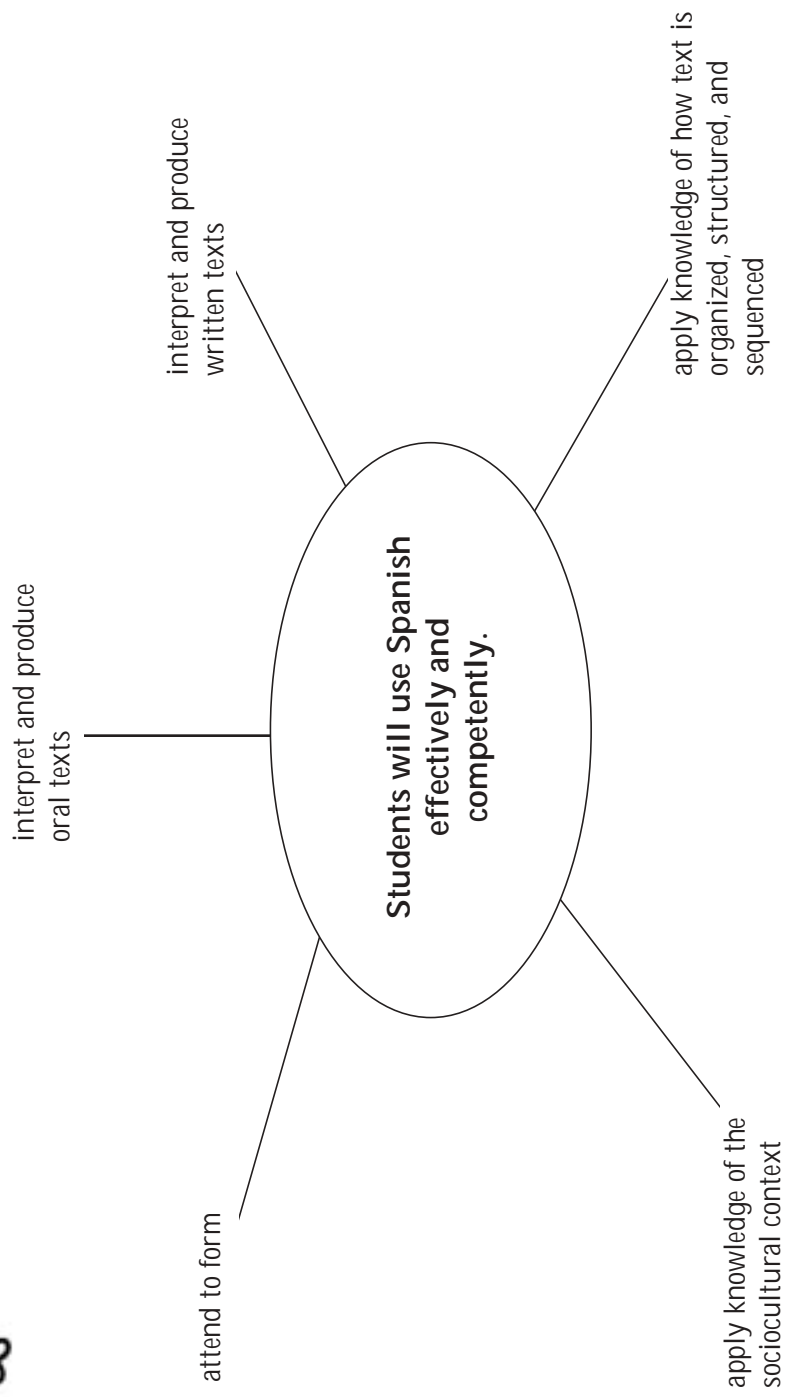 interpret and produce
oral texts
attend to form
interpret and produce
written texts
Students will use Spanish
effectively and
competently.
apply knowledge of the
sociocultural context
apply knowledge of how text is
organized, structured, and
sequenced